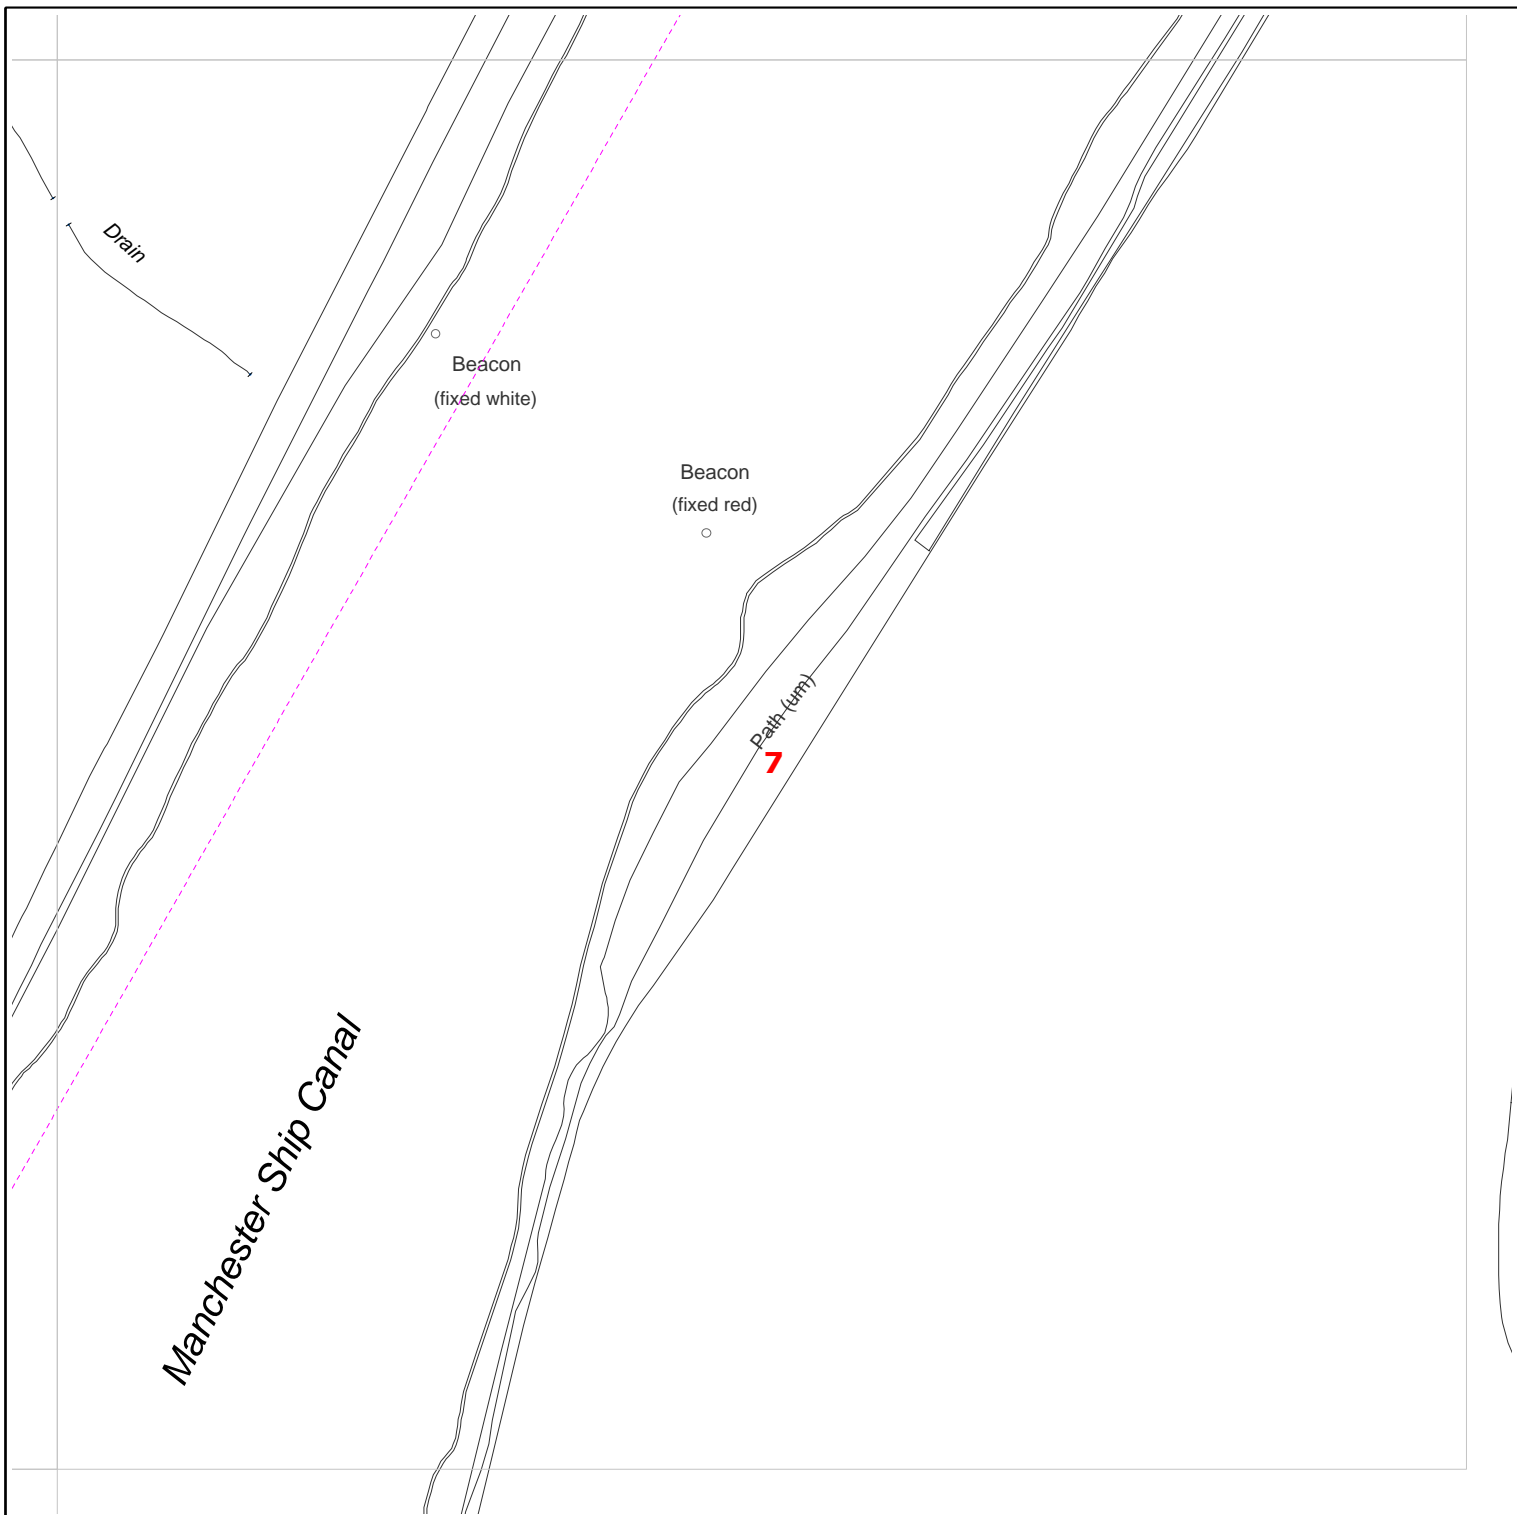 Drain
Beacon
(fixed white)
Beacon
(fixed red)
Path (um)
7
Manchester Ship Canal